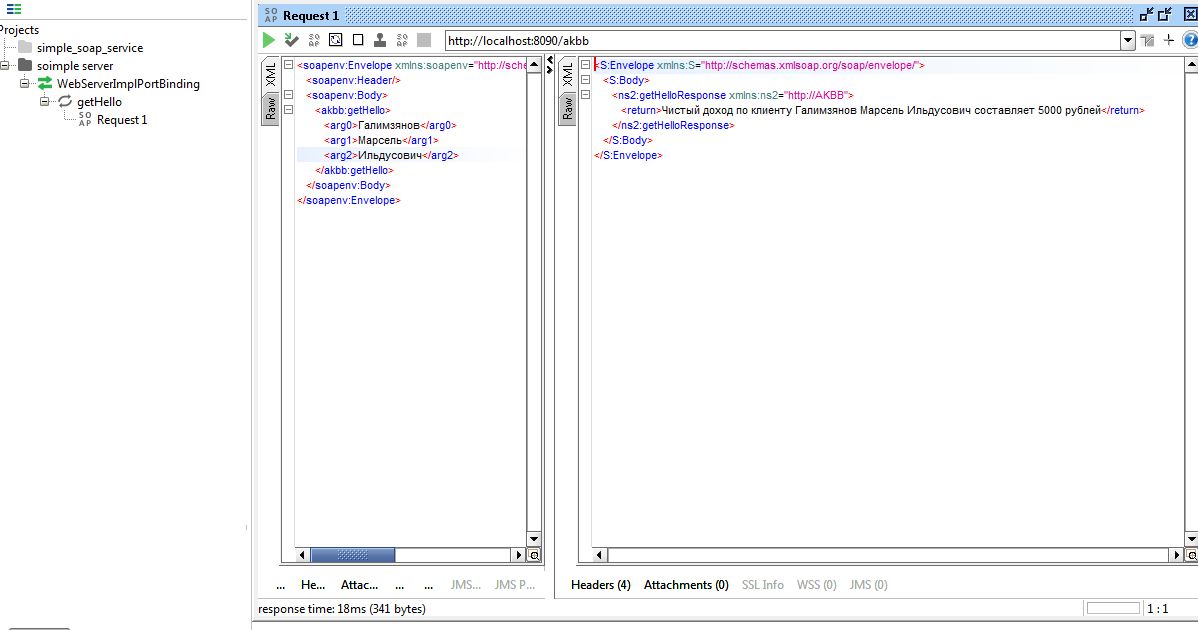 Projects
simple_soap_service
soimple server
WebServerImplPortBinding
getHello
SOAP Request 1
SOAP Request 1
http://localhost:8090/akbb
XML
Raw
<soapenv:Envelope xmlns:soapenv="http://sche
<soapenv:Header/>
<soapenv:Body>
<akbb:getHello>
<arg0>Галимзянов</arg0>
<arg1>Марсель</arg1>
<arg2>Ильдусович</arg2>
</akbb:getHello>
</soapenv:Body>
</soapenv:Envelope>
XML
Raw
<S:Envelope xmlns:S="http://schemas.xmlsoap.org/soap/envelope/">
<S:Body>
<ns2:getHelloResponse xmlns:ns2="http://AKBB">
<return>Чистый доход по клиенту Галимзянов Марсель Ильдусович составляет 5000 рублей</return>
</ns2:getHelloResponse>
</S:Body>
</S:Envelope>
... He... Attac... ... ... JMS... JMS P...
Headers (4) Attachments (0) SSL Info WSS (0) JMS (0)
response time: 18ms (341 bytes)
1 : 1